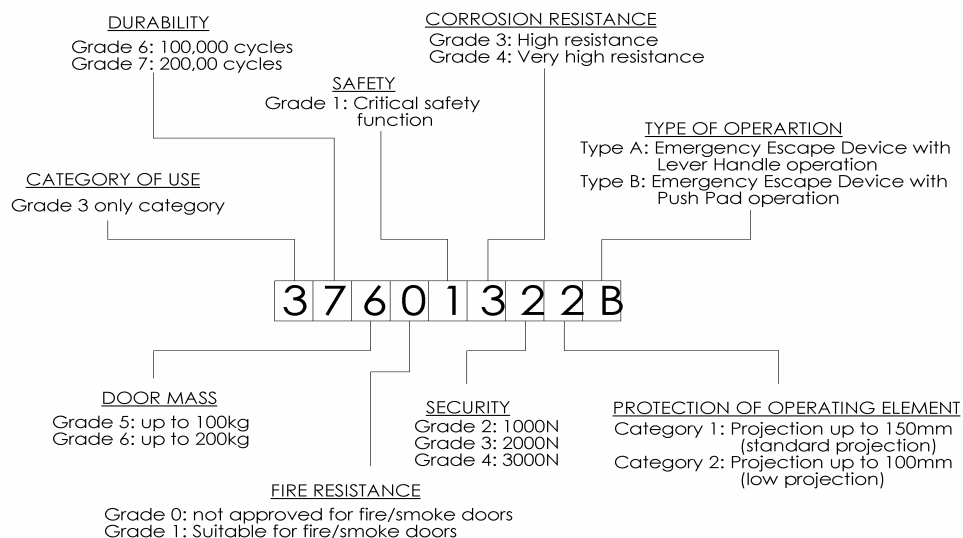 DURABILITY
Grade 6: 100,000 cycles
Grade 7: 200,00 cycles
CORROSION RESISTANCE
Grade 3: High resistance
Grade 4: Very high resistance
SAFETY
Grade 1: Critical safety
function
TYPE OF OPERARTION
Type A: Emergency Escape Device with
Lever Handle operation
Type B: Emergency Escape Device with
Push Pad operation
CATEGORY OF USE
Grade 3 only category
3 7 6 0 1 3 2 2 B
DOOR MASS
Grade 5: up to 100kg
Grade 6: up to 200kg
SECURITY
Grade 2: 1000N
Grade 3: 2000N
Grade 4: 3000N
PROTECTION OF OPERATING ELEMENT
Category 1: Projection up to 150mm
(standard projection)
Category 2: Projection up to 100mm
(low projection)
FIRE RESISTANCE
Grade 0: not approved for fire/smoke doors
Grade 1: Suitable for fire/smoke doors